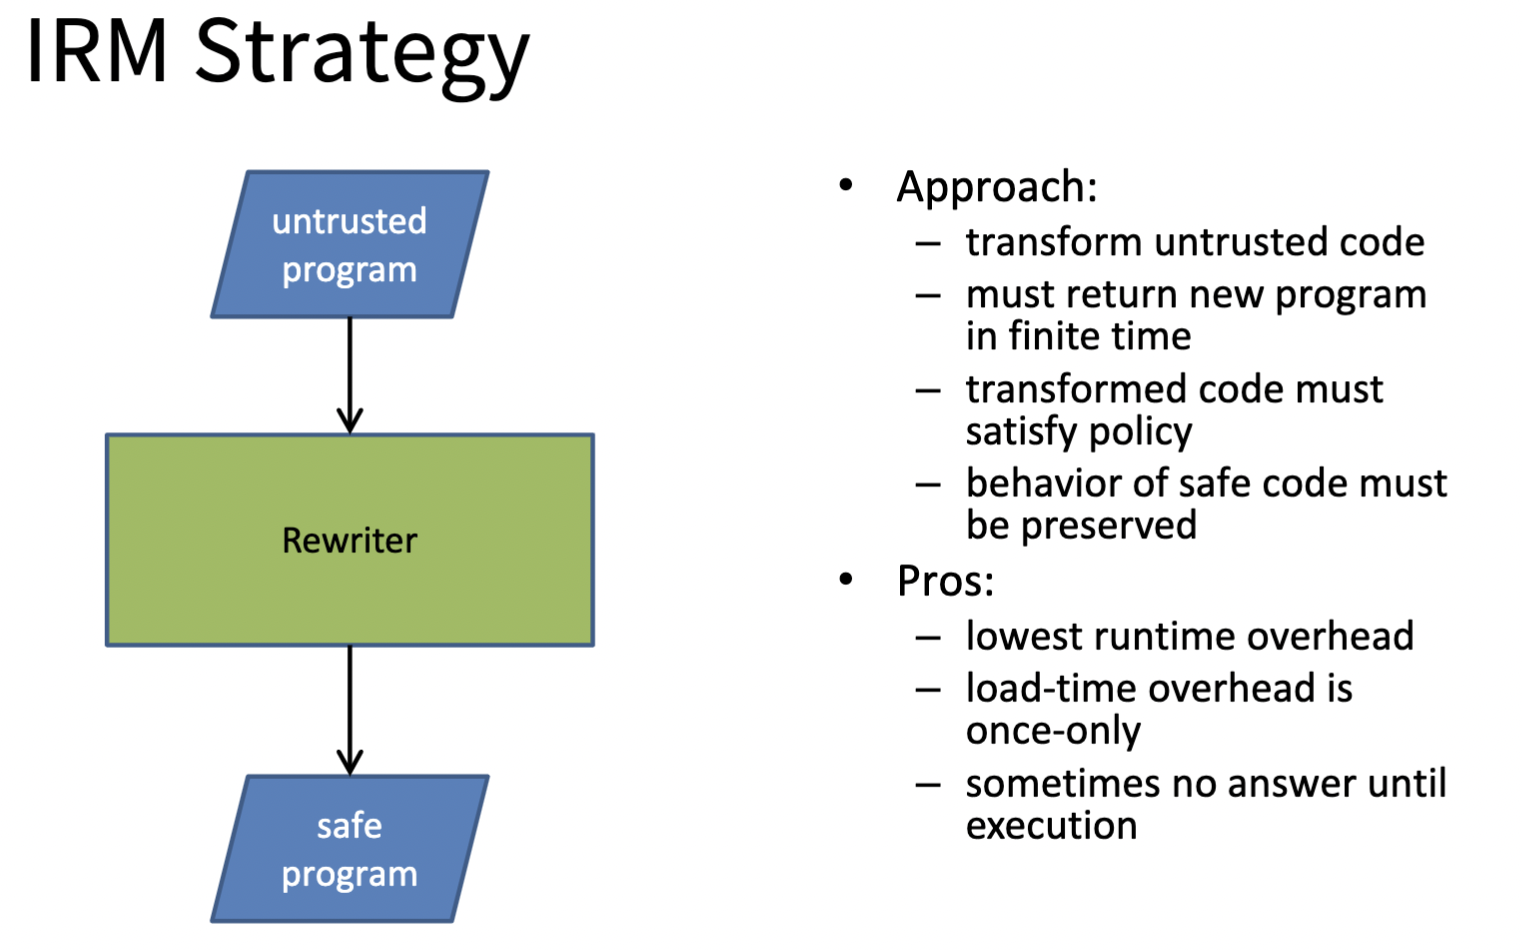 IRM Strategy
untrusted
program
Rewriter
safe
program
• Approach:
– transform untrusted code
– must return new program
in finite time
– transformed code must
satisfy policy
– behavior of safe code must
be preserved
• Pros:
– lowest runtime overhead
– load-time overhead is
once-only
– sometimes no answer until
execution